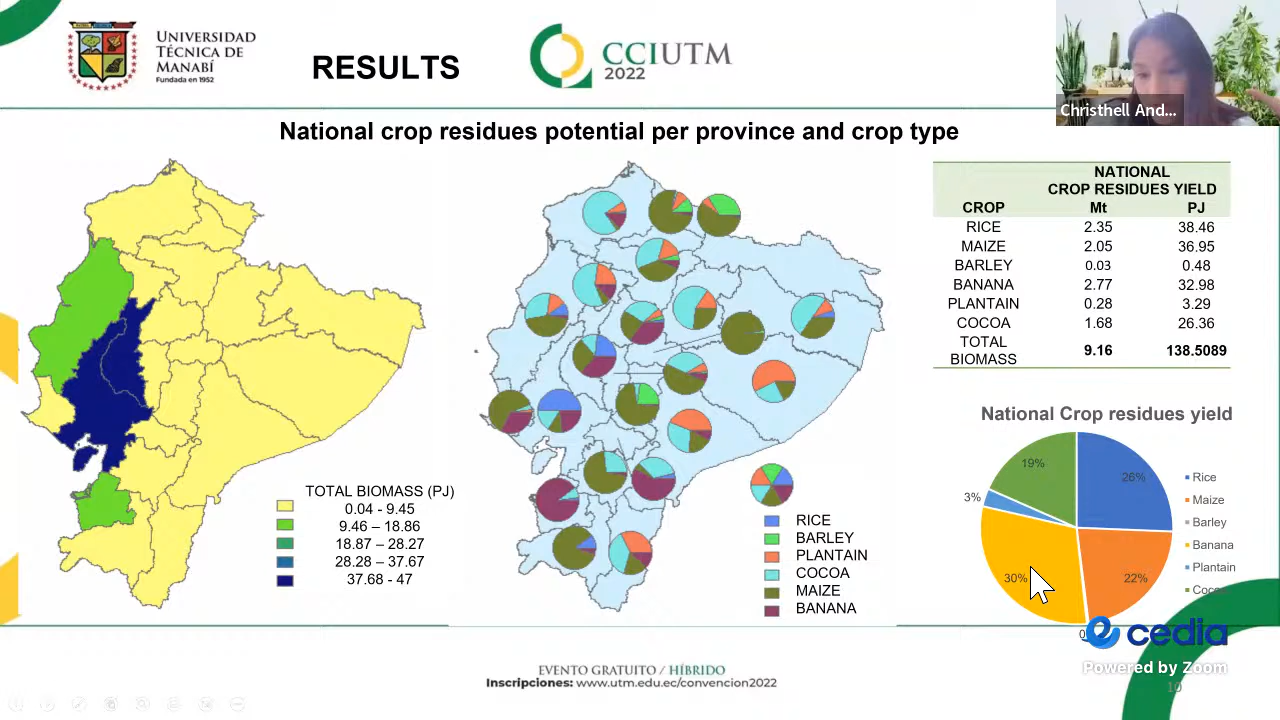 UNIVERSIDAD
TÉCNICA DE
MANABÍ
Fundada en 1952
RESULTS
CCIUTM
2022
Christhell And...
National crop residues potential per province and crop type
NATIONAL
CROP RESIDUES YIELD
CROP Mt PJ
RICE 2.35 38.46
MAIZE 2.05 36.95
BARLEY 0.03 0.48
BANANA 2.77 32.98
PLANTAIN 0.28 3.29
COCOA 1.68 26.36
TOTAL
BIOMASS 9.16 138.5089
TOTAL BIOMASS (PJ)
0.04 - 9.45
9.46 – 18.86
18.87 – 28.27
28.28 – 37.67
37.68 - 47
RICE
BARLEY
PLANTAIN
COCOA
MAIZE
BANANA
National Crop residues yield
19%
26%
3%
30%
22%
Rice
Maize
Barley
Banana
Plantain
cedia
Powered by Zoom
10
EVENTO GRATUITO / HÍBRIDO
Inscripciones: www.utm.edu.ec/convencion2022